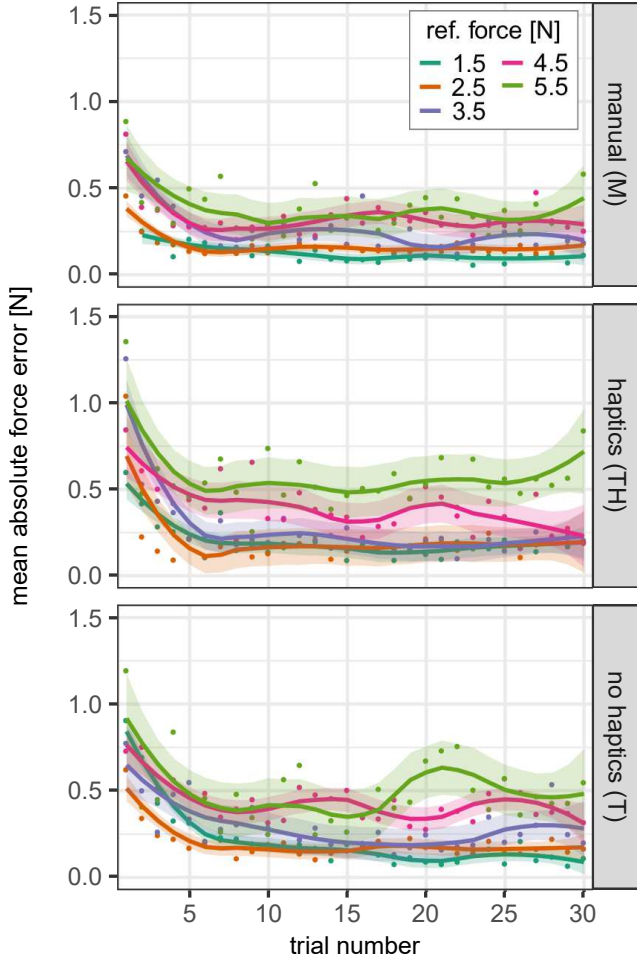 mean absolute force error [N]
1.5
1.0
0.5
0.0
ref. force [N]
1.5 4.5
2.5 5.5
3.5
manual (M)
1.5
1.0
0.5
0.0
haptics (TH)
1.5
1.0
0.5
0.0
no haptics (T)
5 10 15 20 25 30
trial number